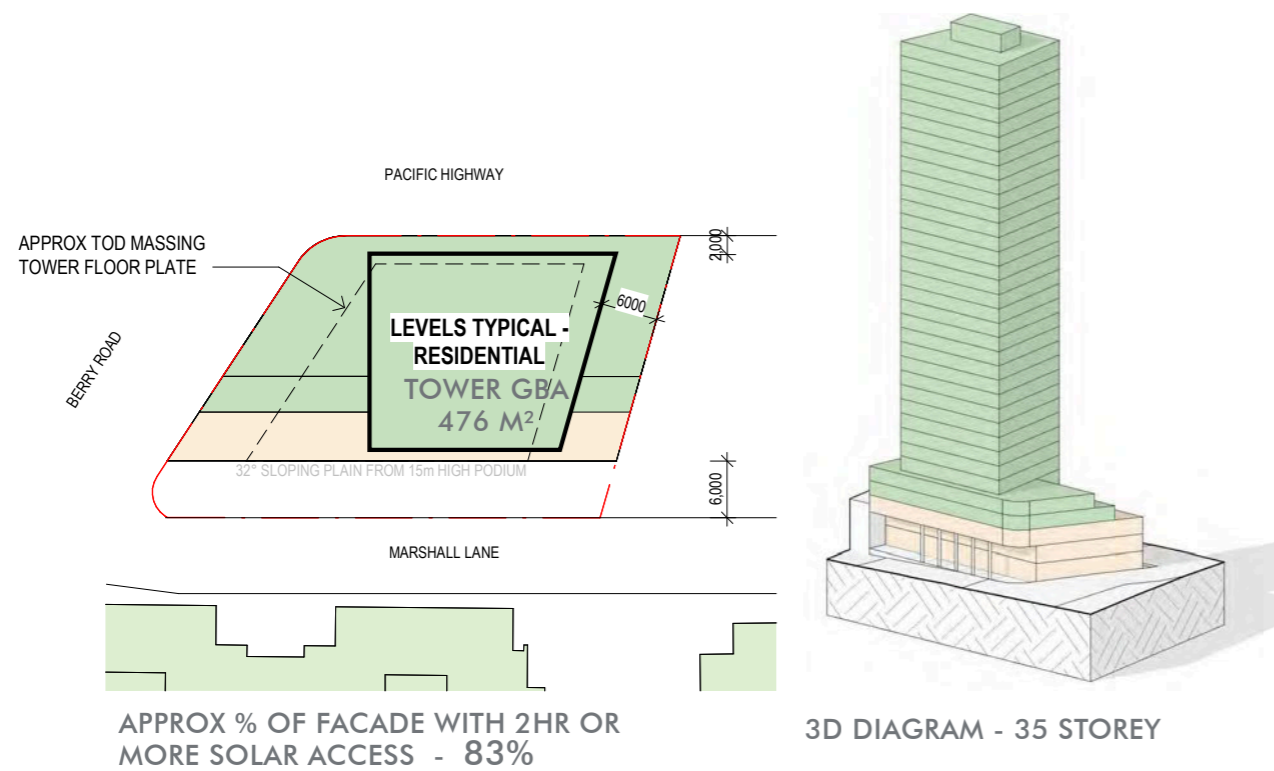 PACIFIC HIGHWAY
APPROX TOD MASSING
TOWER FLOOR PLATE
2,000
6000
LEVELS TYPICAL -
RESIDENTIAL
TOWER GBA
476 M²
BERRY ROAD
32° SLOPING PLAIN FROM 15m HIGH PODIUM
6,000
MARSHALL LANE
APPROX % OF FACADE WITH 2HR OR
MORE SOLAR ACCESS - 83%
3D DIAGRAM - 35 STOREY